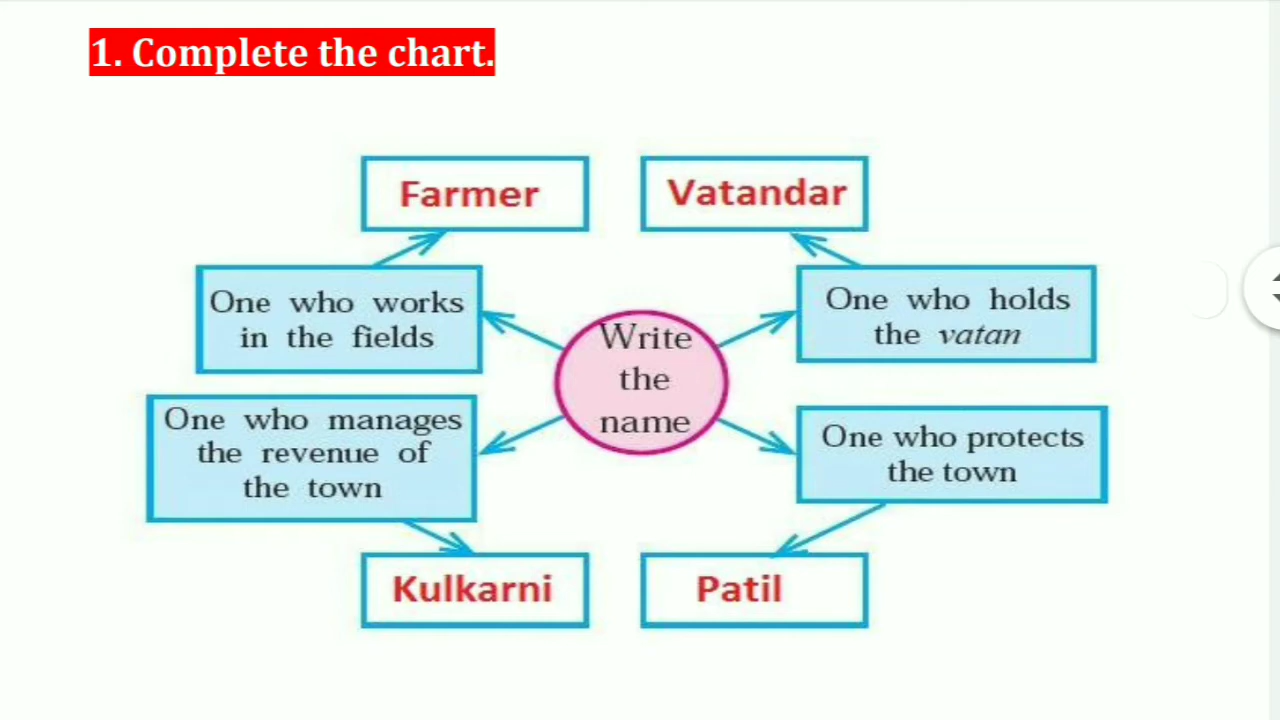 1. Complete the chart.
Farmer
Vatandar
One who works
in the fields
One who holds
the vatan
Write
the
name
One who manages
the revenue of
the town
One who protects
the town
Kulkarni
Patil